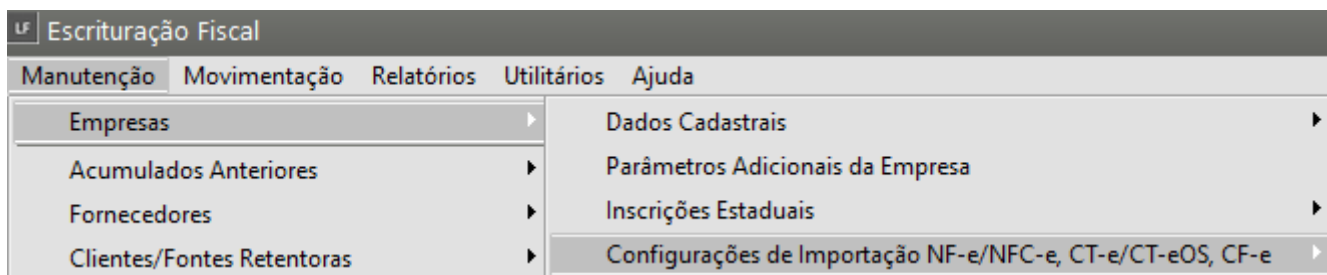 LF Escrituração Fiscal
Manutenção Movimentação Relatórios Utilitários Ajuda
Empresas
Acumulados Anteriores
Fornecedores
Clientes/Fontes Retentoras
Dados Cadastrais
Parâmetros Adicionais da Empresa
Inscrições Estaduais
Configurações de Importação NF-e/NFC-e, CT-e/CT-eOS, CF-e